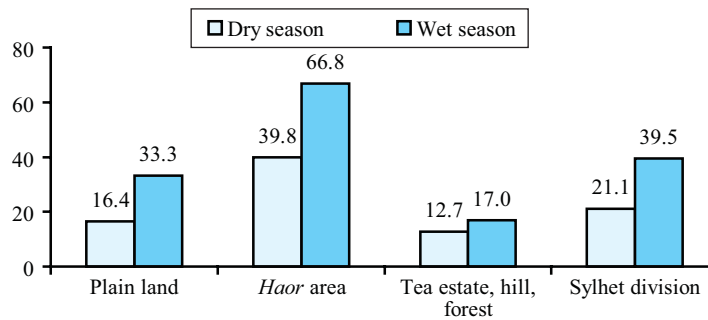 Dry season Wet season
80
60
40
20
0
16.4 33.3 39.8 66.8 12.7 17.0 21.1 39.5
Plain land Haor area Tea estate, hill, Sylhet division
forest